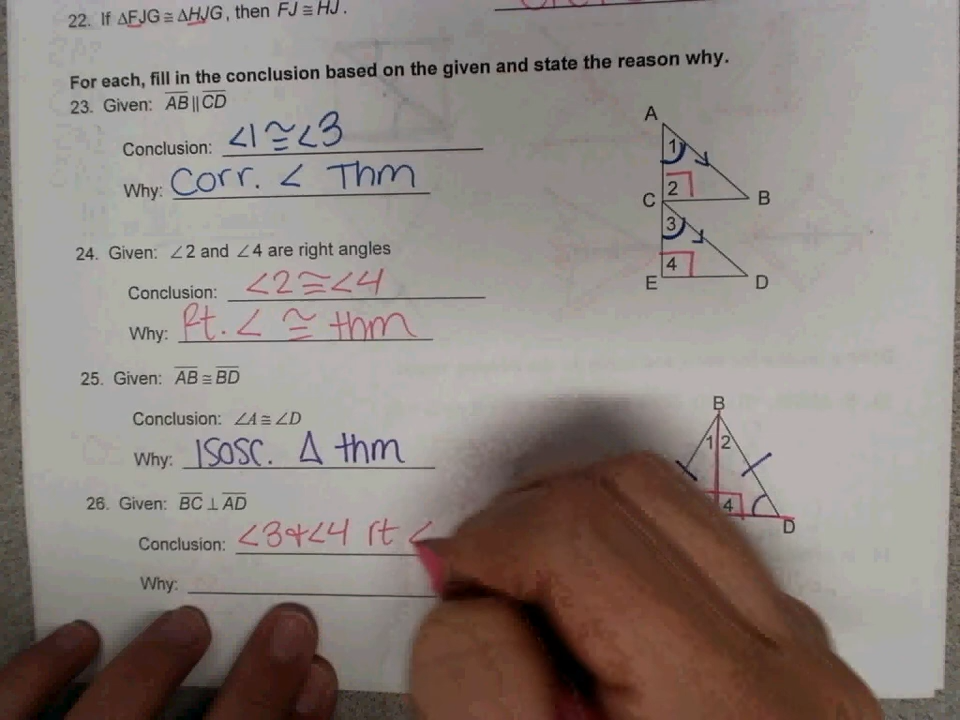 22. If ΔFJG ≅ ΔHJG, then FJ ≅ HJ.
For each, fill in the conclusion based on the given and state the reason why.
23. Given: AB || CD
Conclusion: ∠1≅∠3
Why: Corr. ∠ Thm
A
1
2
C
B
3
4
E
D
24. Given: ∠2 and ∠4 are right angles
Conclusion: ∠2≅∠4
Why: Rt. ∠ ≅ thm
25. Given: AB ≅ BD
Conclusion: ∠A ≅ ∠D
Why: Isosc. Δ thm
B
1 2
4
D
26. Given: BC ⊥ AD
Conclusion: ∠3+∠4 rt ∠
Why: